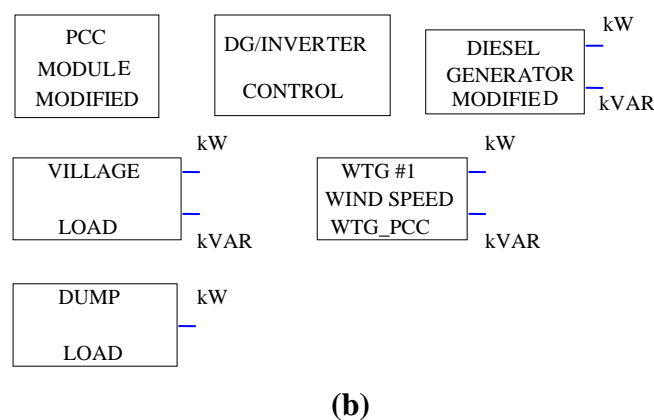 PCC
MODULE
MODIFIED
DG/INVERTER
CONTROL
DIESEL
GENERATOR
MODIFIED
kW
kVAR
VILLAGE
LOAD
kW
kVAR
WTG #1
WIND SPEED
WTG_PCC
kW
kVAR
DUMP
LOAD
kW
(b)